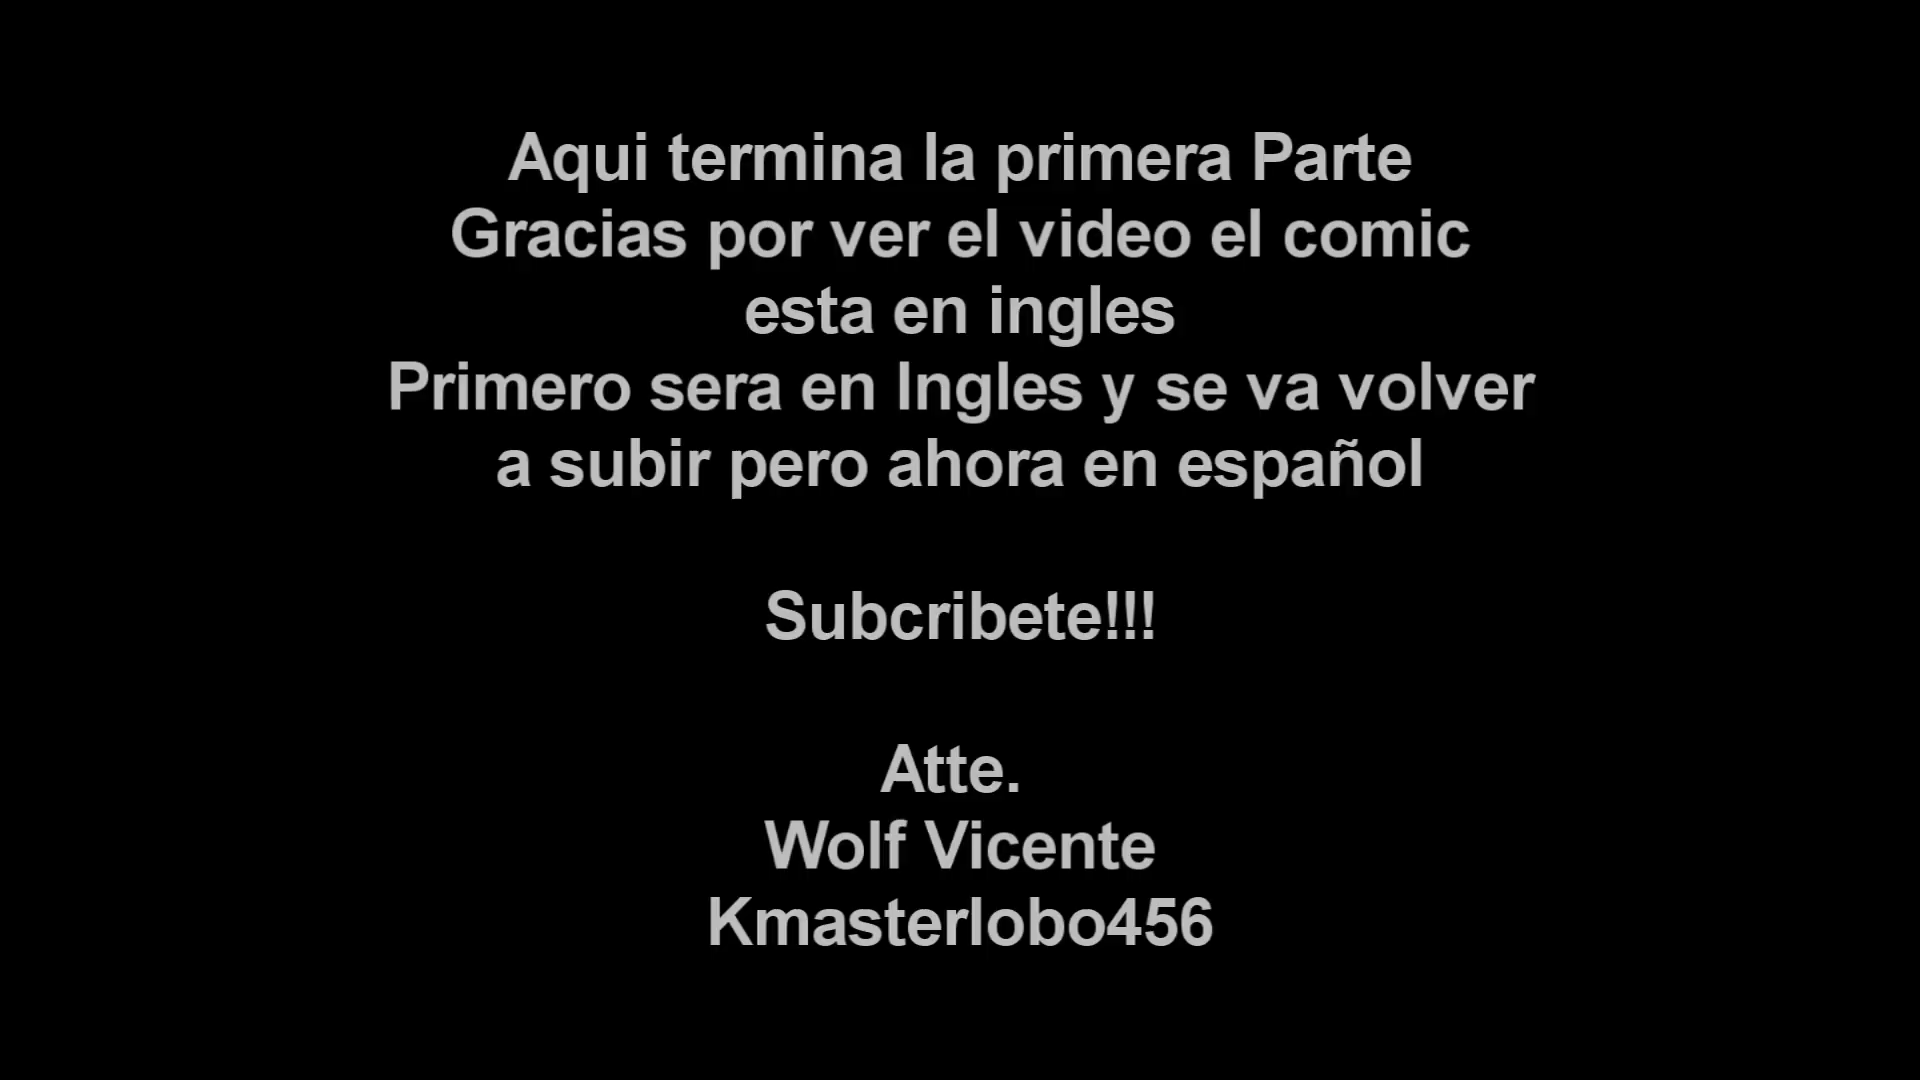 Aqui termina la primera Parte
Gracias por ver el video el comic
esta en ingles
Primero sera en Ingles y se va volver
a subir pero ahora en español
Subcribete!!!
Atte.
Wolf Vicente
Kmasterlobo456